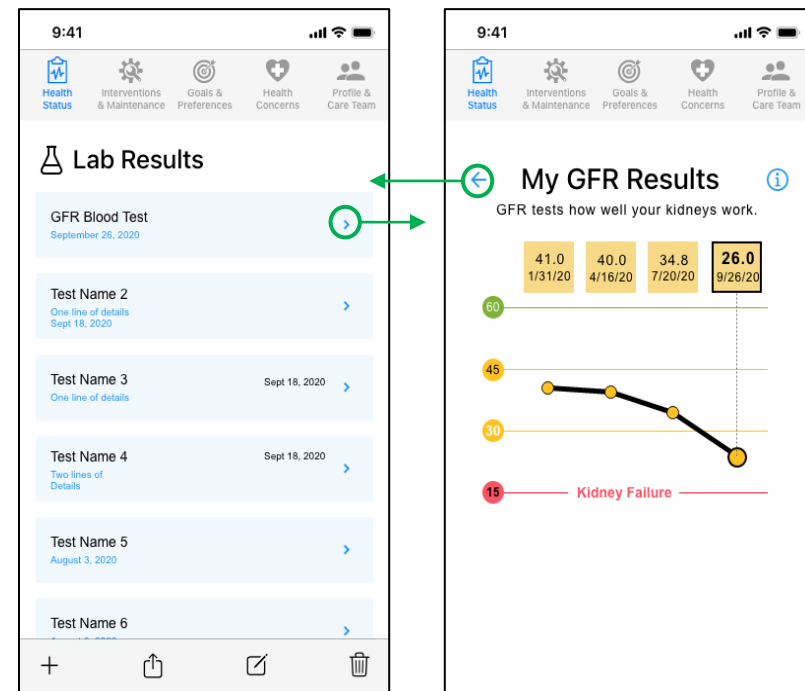 9:41
Health
Status
Interventions
& Maintenance
Goals &
Preferences
Health
Concerns
Profile &
Care Team
Lab Results
GFR Blood Test
September 26, 2020
Test Name 2
One line of details
Sept 18, 2020
Test Name 3
One line of details
Sept 18, 2020
Test Name 4
Two lines of
Details
Sept 18, 2020
Test Name 5
August 3, 2020
Test Name 6
9:41
Health
Status
Interventions
& Maintenance
Goals &
Preferences
Health
Concerns
Profile &
Care Team
My GFR Results
GFR tests how well your kidneys work.
41.0
1/31/20
40.0
4/16/20
34.8
7/20/20
26.0
9/26/20
60
45
30
15
Kidney Failure